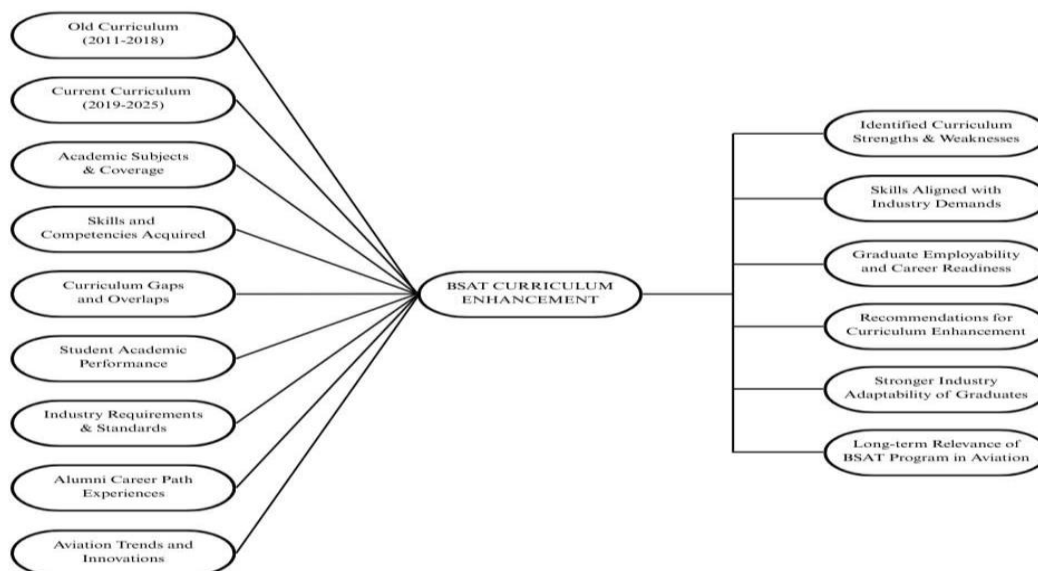 Old Curriculum
(2011-2018)
Current Curriculum
(2019-2025)
Academic Subjects
& Coverage
Skills and
Competencies Acquired
Curriculum Gaps
and Overlaps
Student Academic
Performance
Industry Requirements
& Standards
Alumni Career Path
Experiences
Aviation Trends and
Innovations
BSAT CURRICULUM
ENHANCEMENT
Identified Curriculum
Strengths & Weaknesses
Skills Aligned with
Industry Demands
Graduate Employability
and Career Readiness
Recommendations for
Curriculum Enhancement
Stronger Industry
Adaptability of Graduates
Long-term Relevance of
BSAT Program in Aviation